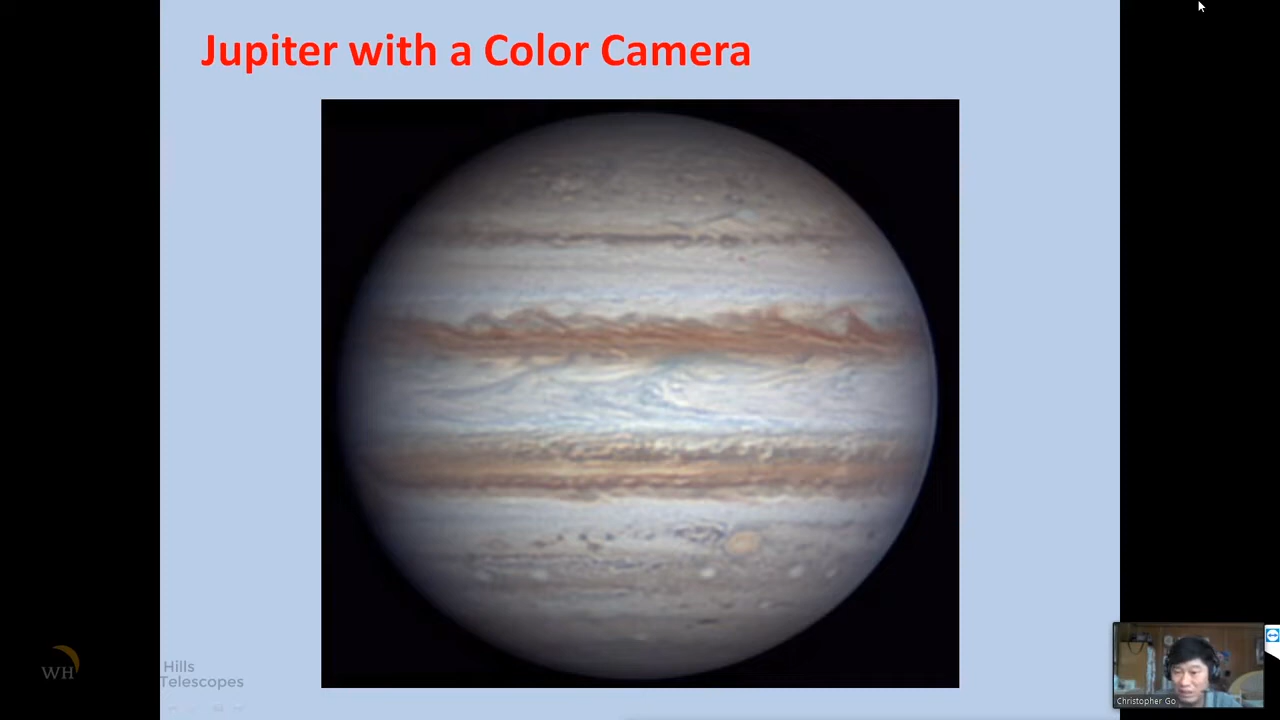 Jupiter with a Color Camera
WH
Hills
Telescopes
Christopher Go